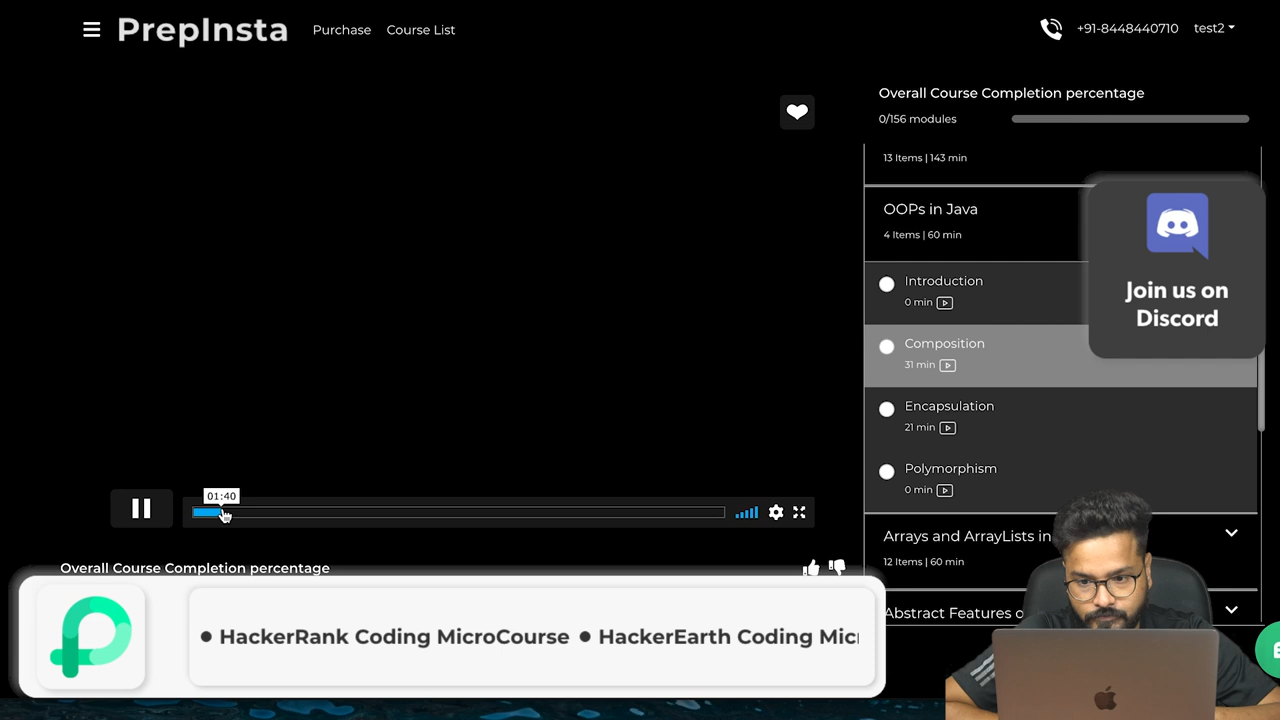 PrepInsta
Purchase
Course List
+91-8448440710
test2
Overall Course Completion percentage
0/156 modules
13 Items | 143 min
OOPs in Java
4 Items | 60 min
Introduction
0 min
Composition
31 min
Encapsulation
21 min
Polymorphism
0 min
Arrays and ArrayLists in
12 Items | 60 min
Abstract Features o
Join us on
Discord
01:40
Overall Course Completion percentage
• HackerRank Coding MicroCourse • HackerEarth Coding Mic